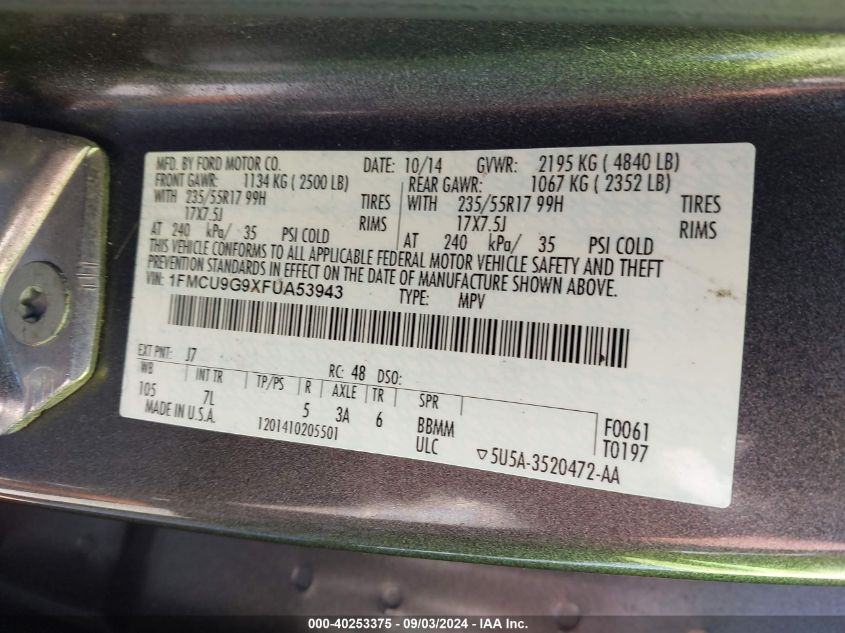 MFD. BY FORD MOTOR CO. DATE: 10/14 GVWR: 2195 KG ( 4840 LB)
FRONT GAWR: 1134 KG ( 2500 LB) REAR GAWR: 1067 KG ( 2352 LB)
WITH 235/55R17 99H TIRES WITH 235/55R17 99H TIRES
17X7.5J RIMS 17X7.5J RIMS
AT 240 kPa/ 35 PSI COLD AT 240 kPa/ 35 PSI COLD
THIS VEHICLE CONFORMS TO ALL APPLICABLE FEDERAL MOTOR VEHICLE SAFETY AND THEFT
PREVENTION STANDARDS IN EFFECT ON THE DATE OF MANUFACTURE SHOWN ABOVE.
VIN: 1FMCU9G9XFUA53943 TYPE: MPV
EXT PNT: J7 RC: 48 DSO:
WB INT TR TP/PS R AXLE TR SPR
105 7L 5 3A 6 BBMM F0061
MADE IN U.S.A. 1201410205501 ULC T0197
▽5U5A-3520472-AA
000-40253375 - 09/03/2024 - IAA Inc.